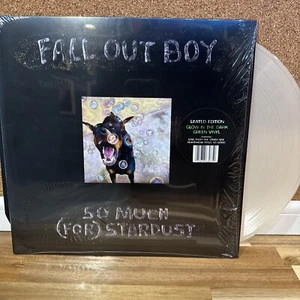 FALL OUT BOY
LIMITED EDITION
GLOW IN THE DARK
GREEN VINYL
SO MUCH
(FOR) STARDUST